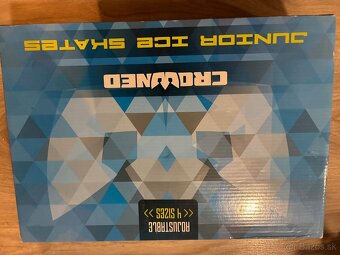 JUNIOR ICE SKATES
CROWNED
ADJUSTABLE
4 SIZES >>